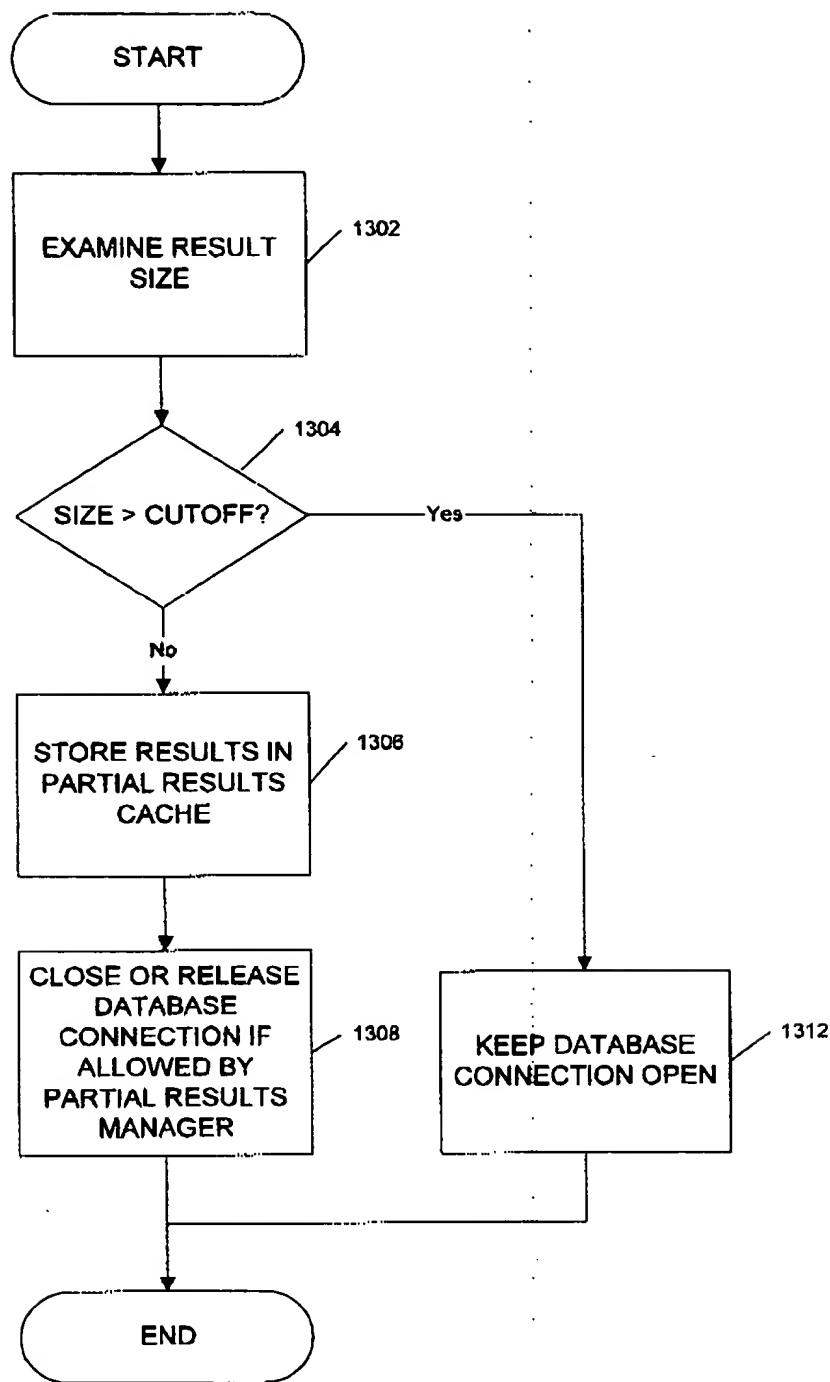 START
EXAMINE RESULT
SIZE
1302
SIZE > CUTOFF?
1304
Yes
No
STORE RESULTS IN
PARTIAL RESULTS
CACHE
1306
CLOSE OR RELEASE
DATABASE
CONNECTION IF
ALLOWED BY
PARTIAL RESULTS
MANAGER
1308
KEEP DATABASE
CONNECTION OPEN
1312
END